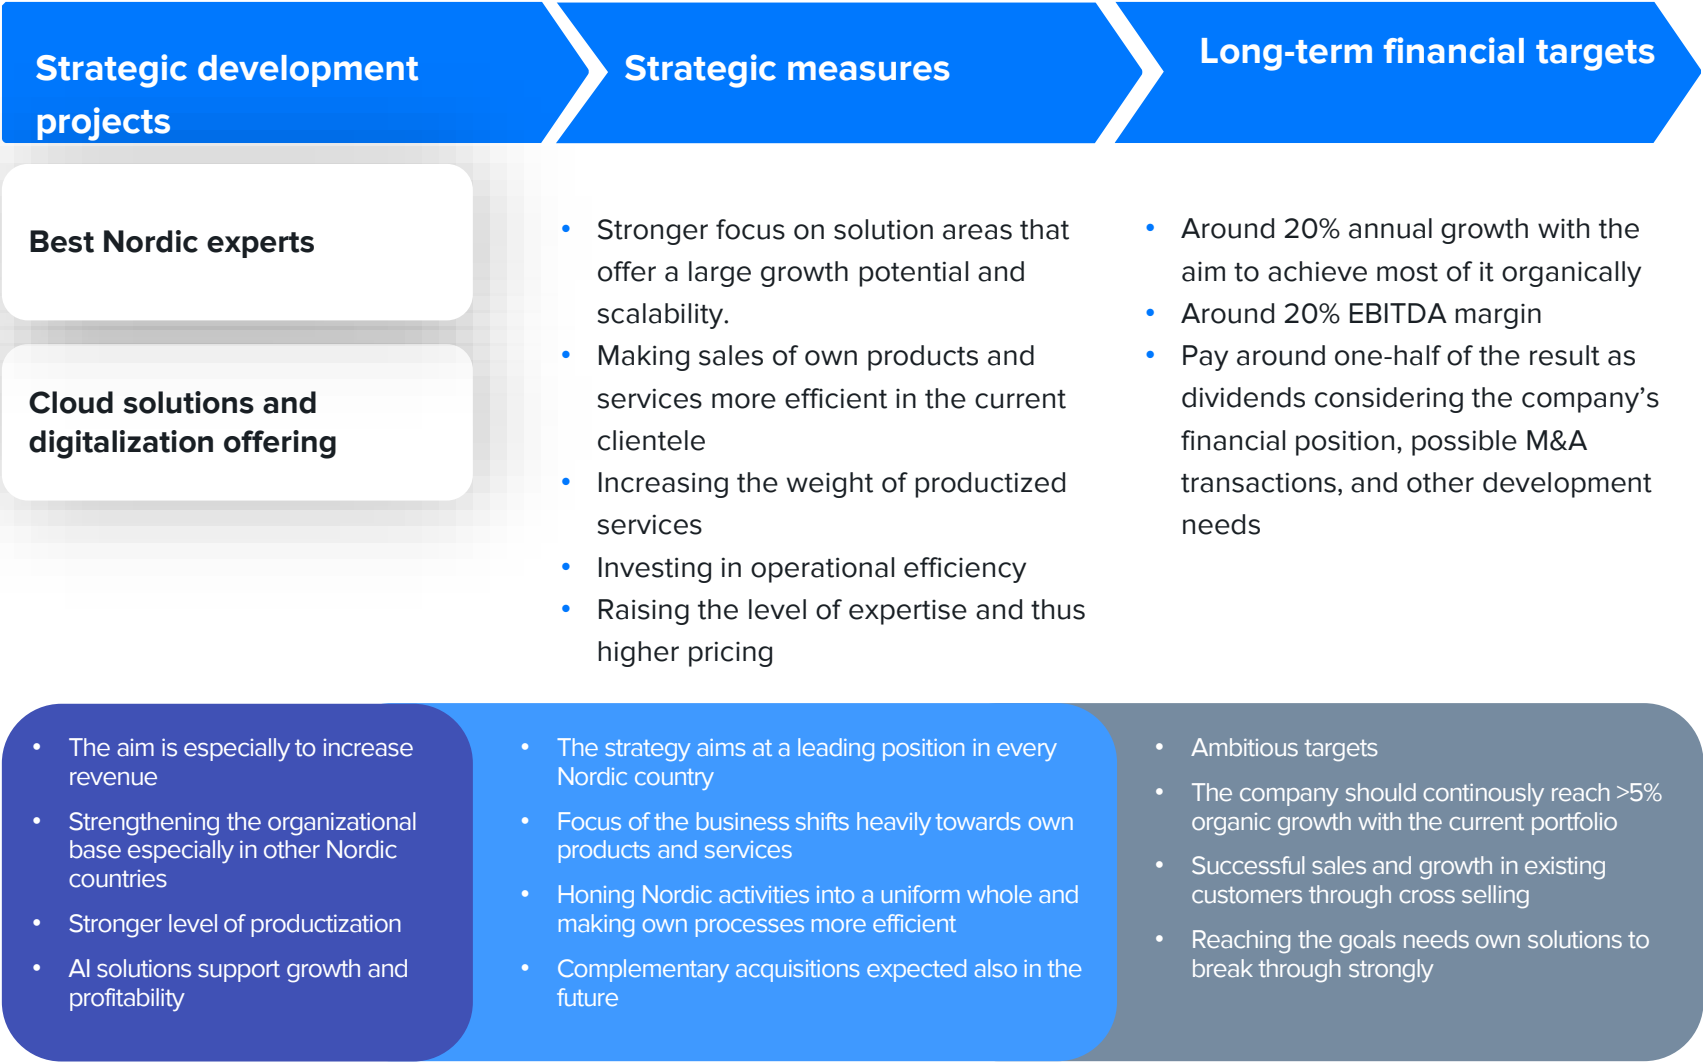 Strategic development
projects
Strategic measures
Long-term financial targets
Best Nordic experts
Cloud solutions and
digitalization offering
• Stronger focus on solution areas that
offer a large growth potential and
scalability.
• Making sales of own products and
services more efficient in the current
clientele
• Increasing the weight of productized
services
• Investing in operational efficiency
• Raising the level of expertise and thus
higher pricing
• Around 20% annual growth with the
aim to achieve most of it organically
• Around 20% EBITDA margin
• Pay around one-half of the result as
dividends considering the company’s
financial position, possible M&A
transactions, and other development
needs
• The aim is especially to increase
revenue
• Strengthening the organizational
base especially in other Nordic
countries
• Stronger level of productization
• AI solutions support growth and
profitability
• The strategy aims at a leading position in every
Nordic country
• Focus of the business shifts heavily towards own
products and services
• Honing Nordic activities into a uniform whole and
making own processes more efficient
• Complementary acquisitions expected also in the
future
• Ambitious targets
• The company should continously reach >5%
organic growth with the current portfolio
• Successful sales and growth in existing
customers through cross selling
• Reaching the goals needs own solutions to
break through strongly